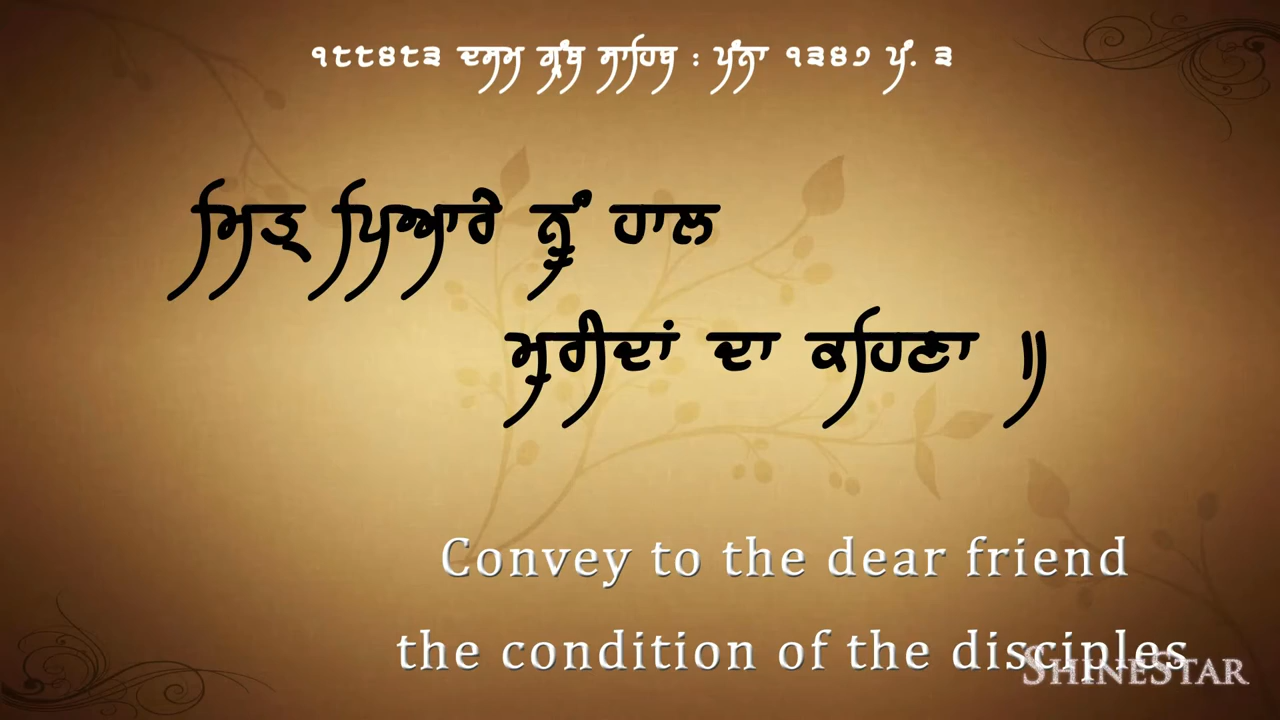 ੧੮੮੪੮੩ ਦਸਮ ਗ੍ਰੰਥ ਸਾਹਿਬ : ਪੰਨਾ ੧੩੪੭ ਪੰ. ੩
ਮਿਤ੍ਰ ਪਿਆਰੇ ਨੂੰ ਹਾਲ
ਮੁਰੀਦਾਂ ਦਾ ਕਹਿਣਾ ॥
Convey to the dear friend
the condition of the disciples
SHINESTAR